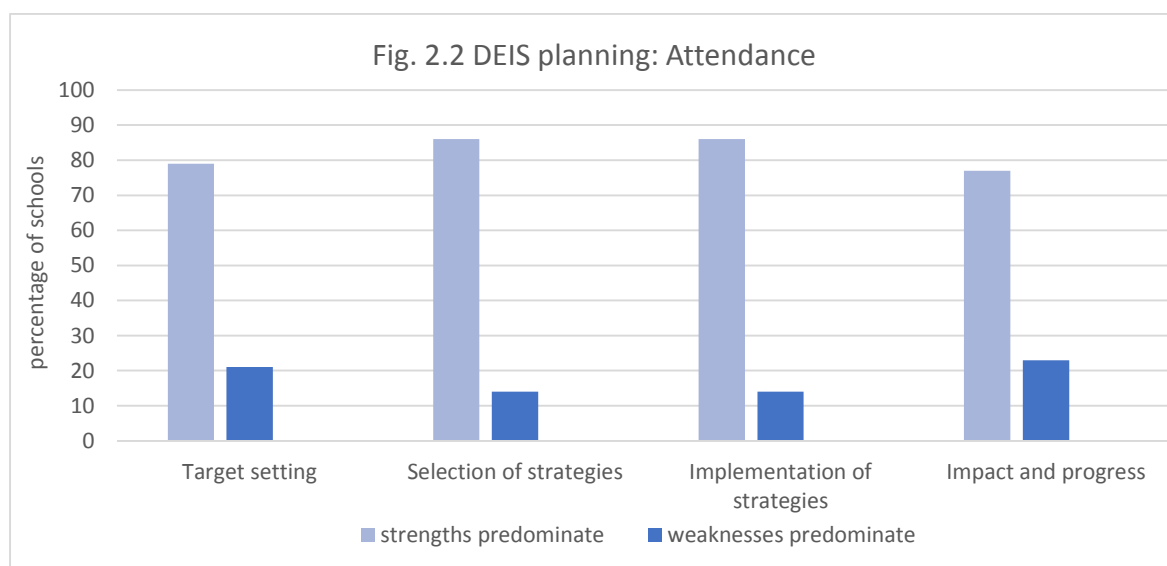 Fig. 2.2 DEIS planning: Attendance
percentage of schools
100
90
80
70
60
50
40
30
20
10
0
Target setting
Selection of strategies
Implementation of
strategies
Impact and progress
strengths predominate
weaknesses predominate